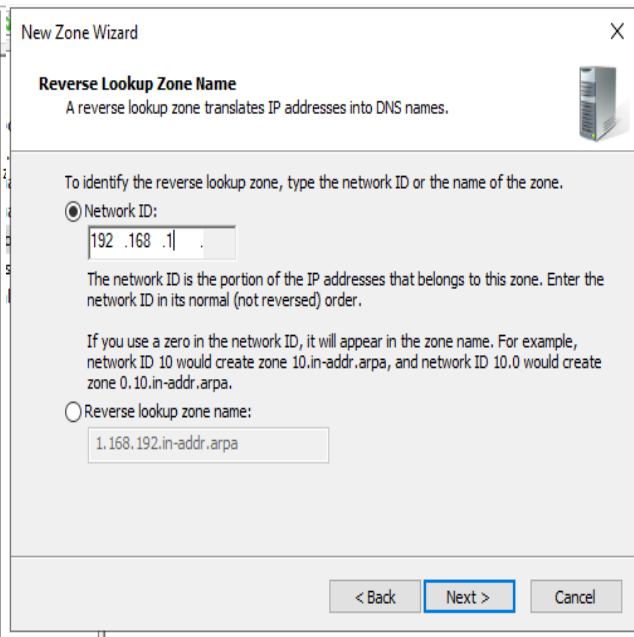 New Zone Wizard
Reverse Lookup Zone Name
A reverse lookup zone translates IP addresses into DNS names.
To identify the reverse lookup zone, type the network ID or the name of the zone.
Network ID:
192 .168 .1 .
The network ID is the portion of the IP addresses that belongs to this zone. Enter the
network ID in its normal (not reversed) order.
If you use a zero in the network ID, it will appear in the zone name. For example,
network ID 10 would create zone 10.in-addr.arpa, and network ID 10.0 would create
zone 0.10.in-addr.arpa.
Reverse lookup zone name:
1.168.192.in-addr.arpa
< Back Next > Cancel